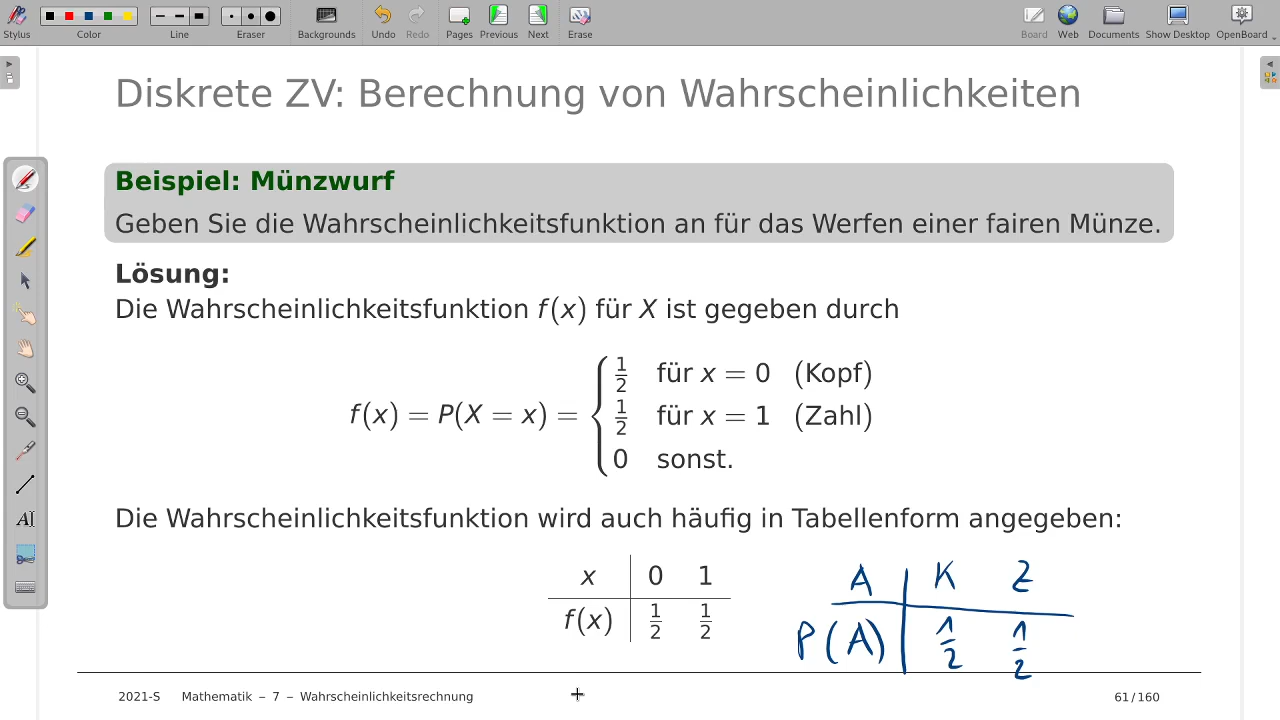 Stylus Color Line Eraser Backgrounds Undo Redo Pages Previous Next Erase Board Web Documents Show Desktop OpenBoard
Diskrete ZV: Berechnung von Wahrscheinlichkeiten
Beispiel: Münzwurf
Geben Sie die Wahrscheinlichkeitsfunktion an für das Werfen einer fairen Münze.
Lösung:
Die Wahrscheinlichkeitsfunktion f(x) für X ist gegeben durch
f(x) = P(X = x) = { 1/2 für x = 0 (Kopf)
1/2 für x = 1 (Zahl)
0 sonst.
Die Wahrscheinlichkeitsfunktion wird auch häufig in Tabellenform angegeben:
x 0 1
f(x) 1/2 1/2
A K Z
P(A) 1/2 1/2
2021-S Mathematik – 7 – Wahrscheinlichkeitsrechnung 61/160